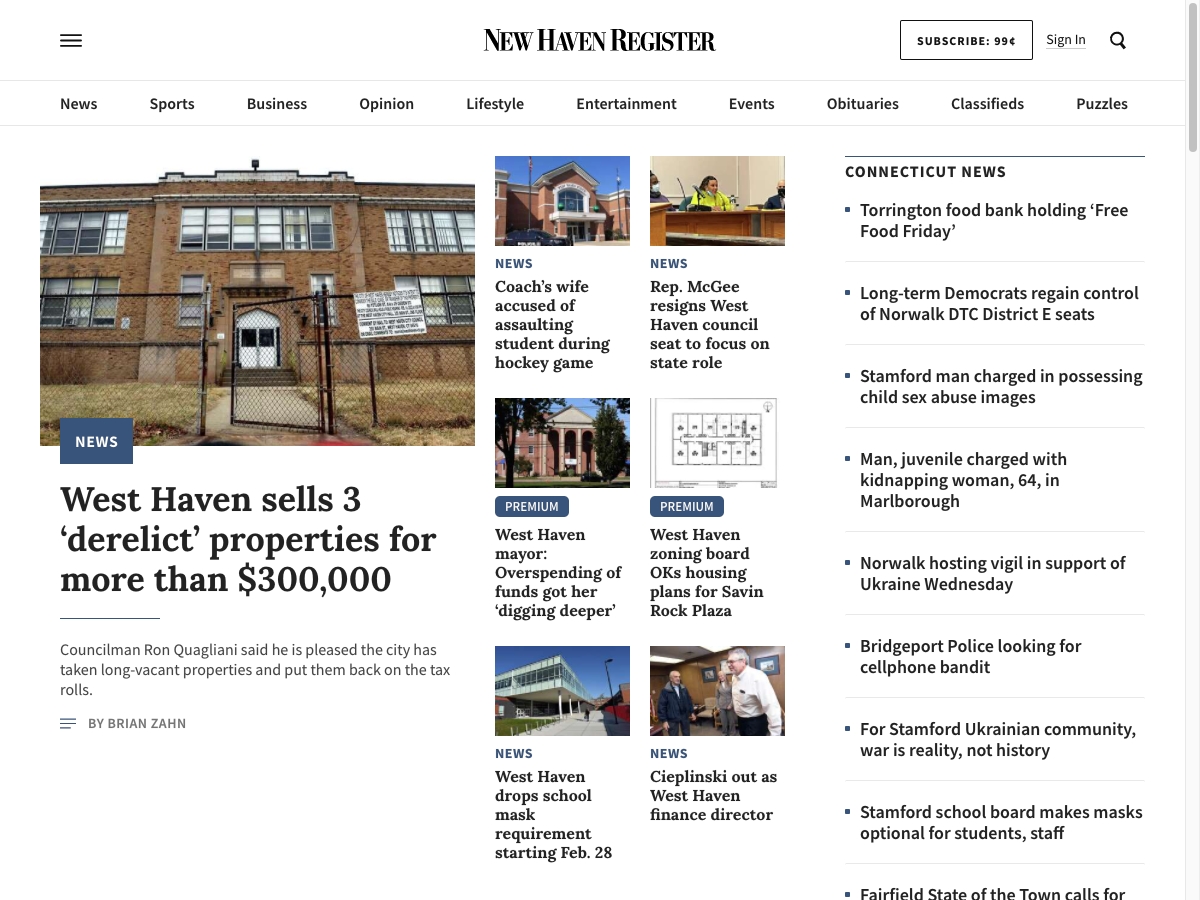 NEW HAVEN REGISTER
SUBSCRIBE: 99¢
Sign In
News
Sports
Business
Opinion
Lifestyle
Entertainment
Events
Obituaries
Classifieds
Puzzles
NEWS
West Haven sells 3
‘derelict’ properties for
more than $300,000
Councilman Ron Quagliani said he is pleased the city has
taken long-vacant properties and put them back on the tax
rolls.
BY BRIAN ZAHN
NEWS
Coach’s wife
accused of
assaulting
student during
hockey game
NEWS
Rep. McGee
resigns West
Haven council
seat to focus on
state role
PREMIUM
West Haven
mayor:
Overspending of
funds got her
‘digging deeper’
PREMIUM
West Haven
zoning board
OKs housing
plans for Savin
Rock Plaza
NEWS
West Haven
drops school
mask
requirement
starting Feb. 28
NEWS
Cieplinski out as
West Haven
finance director
CONNECTICUT NEWS
Torrington food bank holding ‘Free
Food Friday’
Long-term Democrats regain control
of Norwalk DTC District E seats
Stamford man charged in possessing
child sex abuse images
Man, juvenile charged with
kidnapping woman, 64, in
Marlborough
Norwalk hosting vigil in support of
Ukraine Wednesday
Bridgeport Police looking for
cellphone bandit
For Stamford Ukrainian community,
war is reality, not history
Stamford school board makes masks
optional for students, staff
Fairfield State of the Town calls for